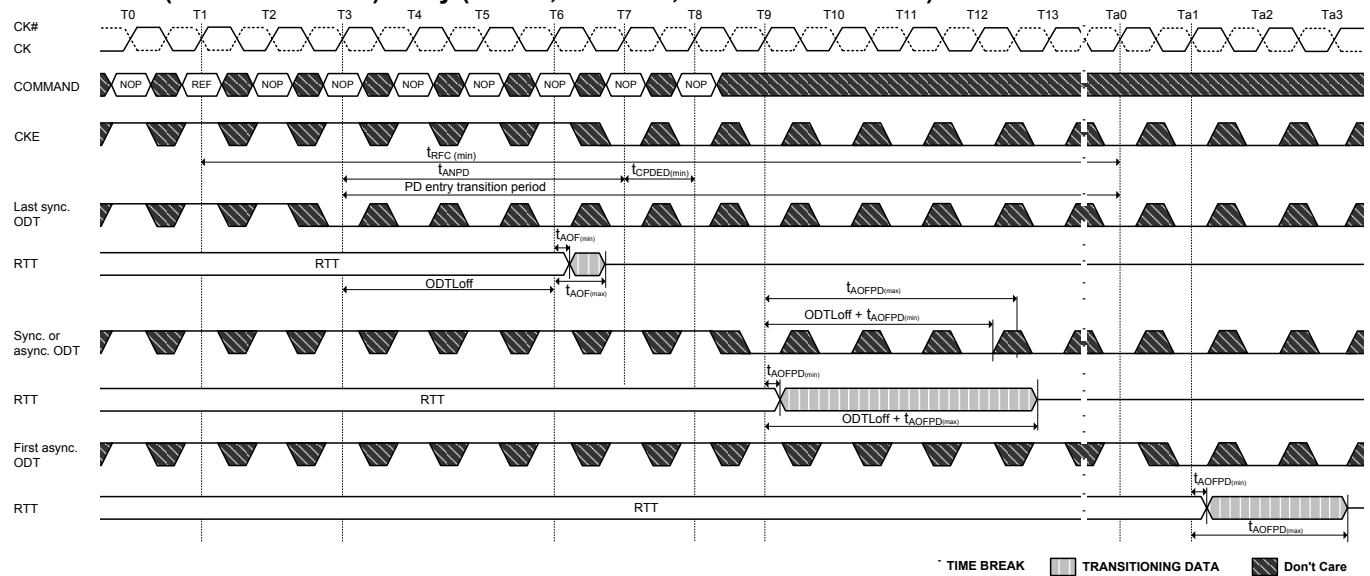 T0 T1 T2 T3 T4 T5 T6 T7 T8 T9 T10 T11 T12 T13 Ta0 Ta1 Ta2 Ta3
CK#
CK
COMMAND NOP REF NOP NOP NOP NOP NOP NOP NOP
CKE
tRFC (min)
tANPD tCPDED(min)
PD entry transition period
Last sync.
ODT
tAOF(min)
RTT RTT
ODTLoff tAOF(max)
tAOFPD(max)
ODTLoff + tAOFPD(min)
Sync. or
async. ODT
tAOFPD(min)
RTT RTT
ODTLoff + tAOFPD(max)
First async.
ODT
tAOFPD(min)
RTT RTT
tAOFPD(max)
TIME BREAK TRANSITIONING DATA Don't Care